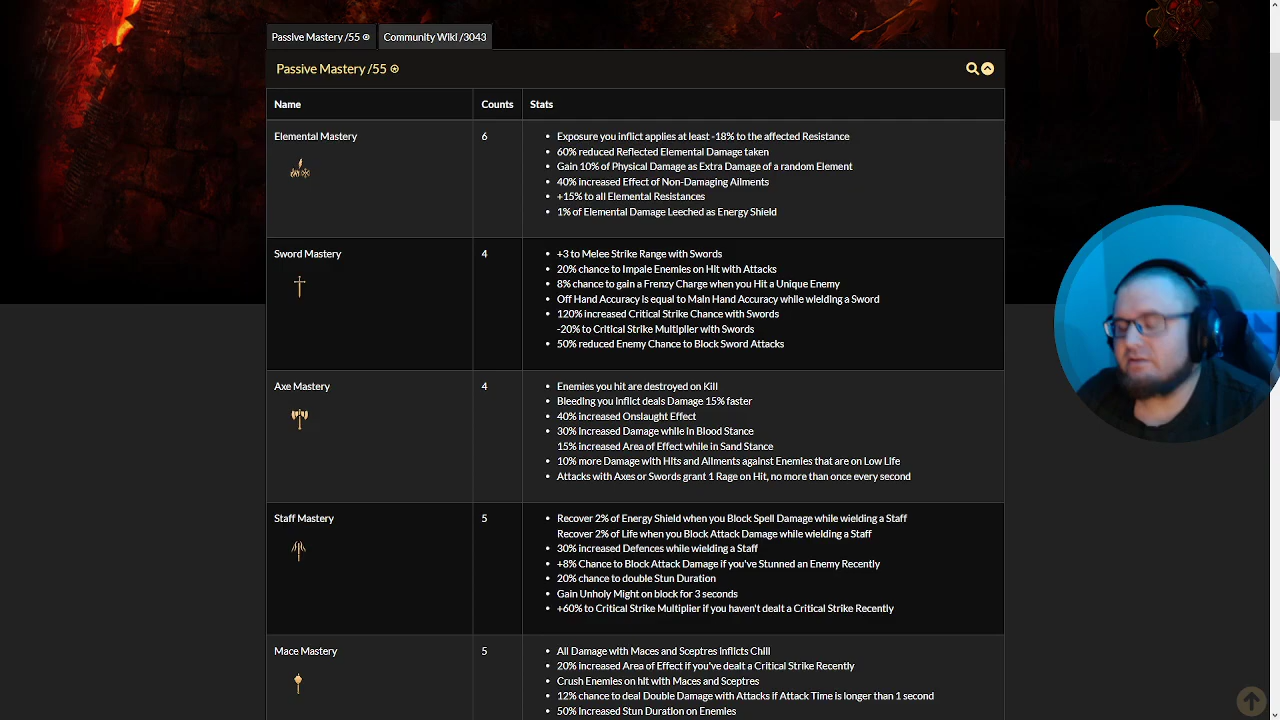 Passive Mastery /55
Community Wiki /3043
Passive Mastery /55
Name Counts Stats
Elemental Mastery 6
Exposure you inflict applies at least -18% to the affected Resistance
60% reduced Reflected Elemental Damage taken
Gain 10% of Physical Damage as Extra Damage of a random Element
40% increased Effect of Non-Damaging Ailments
+15% to all Elemental Resistances
1% of Elemental Damage Leeched as Energy Shield
Sword Mastery 4
+3 to Melee Strike Range with Swords
20% chance to Impale Enemies on Hit with Attacks
8% chance to gain a Frenzy Charge when you Hit a Unique Enemy
Off Hand Accuracy is equal to Main Hand Accuracy while wielding a Sword
120% increased Critical Strike Chance with Swords
-20% to Critical Strike Multiplier with Swords
50% reduced Enemy Chance to Block Sword Attacks
Axe Mastery 4
Enemies you hit are destroyed on Kill
Bleeding you inflict deals Damage 15% faster
40% increased Onslaught Effect
30% increased Damage while in Blood Stance
15% increased Area of Effect while in Sand Stance
10% more Damage with Hits and Ailments against Enemies that are on Low Life
Attacks with Axes or Swords grant 1 Rage on Hit, no more than once every second
Staff Mastery 5
Recover 2% of Energy Shield when you Block Spell Damage while wielding a Staff
Recover 2% of Life when you Block Attack Damage while wielding a Staff
30% increased Defences while wielding a Staff
+8% Chance to Block Attack Damage if you've Stunned an Enemy Recently
20% chance to double Stun Duration
Gain Unholy Might on block for 3 seconds
+60% to Critical Strike Multiplier if you haven't dealt a Critical Strike Recently
Mace Mastery 5
All Damage with Maces and Sceptres inflicts Chill
20% increased Area of Effect if you've dealt a Critical Strike Recently
Crush Enemies on hit with Maces and Sceptres
12% chance to deal Double Damage with Attacks if Attack Time is longer than 1 second
50% increased Stun Duration on Enemies